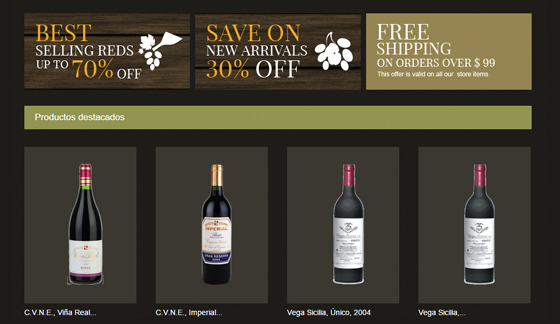 BEST
SELLING REDS
UP TO 70% OFF
SAVE ON
NEW ARRIVALS
30% OFF
FREE
SHIPPING
ON ORDERS OVER $ 99
This offer is valid on all our store items
Productos destacados
IMPERIAL
C.V.N.E., Viña Real...
C.V.N.E., Imperial...
Vega Sicilia, Único, 2004
Vega Sicilia,...